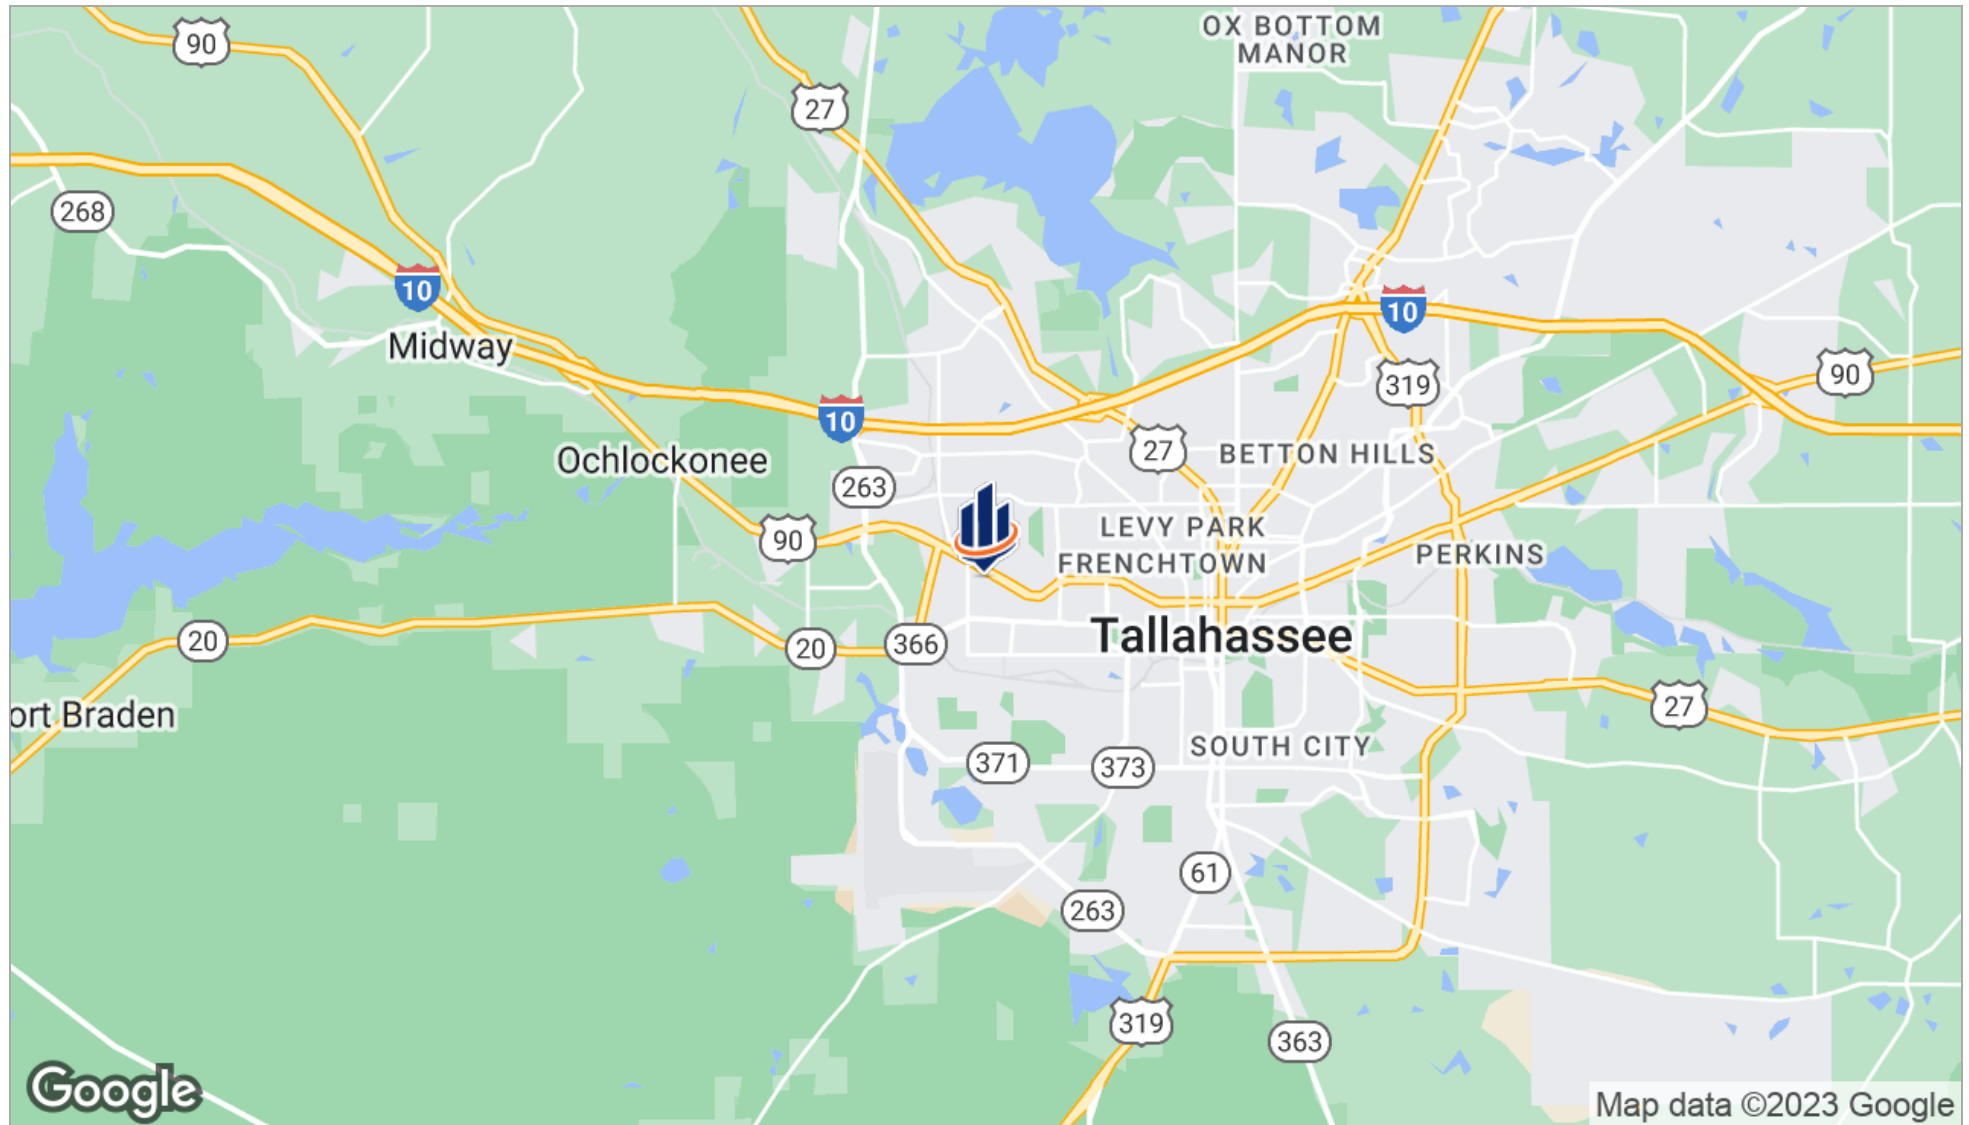 OX BOTTOM
MANOR
90
27
268
10
10
Midway
319
90
10
27
BETTON HILLS
Ochlockonee
263
LEVY PARK
90
FRENCHTOWN
PERKINS
20
20
366
Tallahassee
ort Braden
27
SOUTH CITY
371
373
61
263
319
363
Google
Map data ©2023 Google